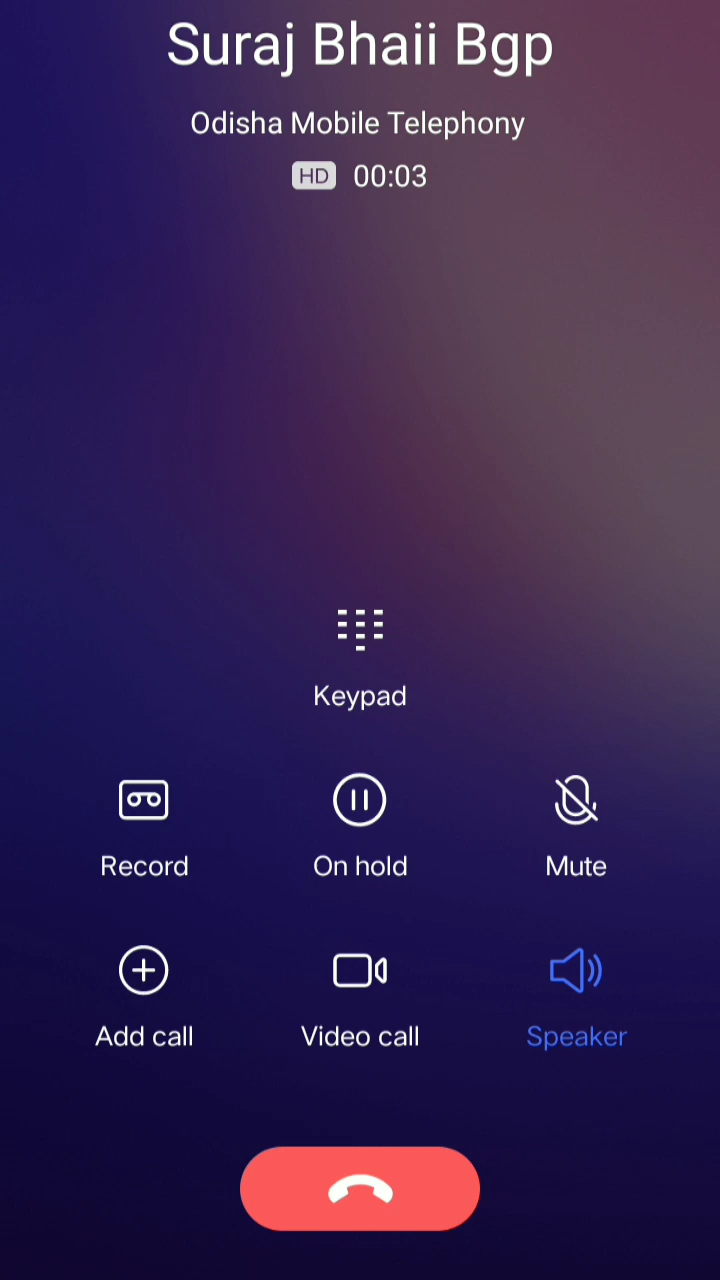 Suraj Bhaii Bgp
Odisha Mobile Telephony
HD 00:03
Keypad
Record On hold Mute
Add call Video call Speaker